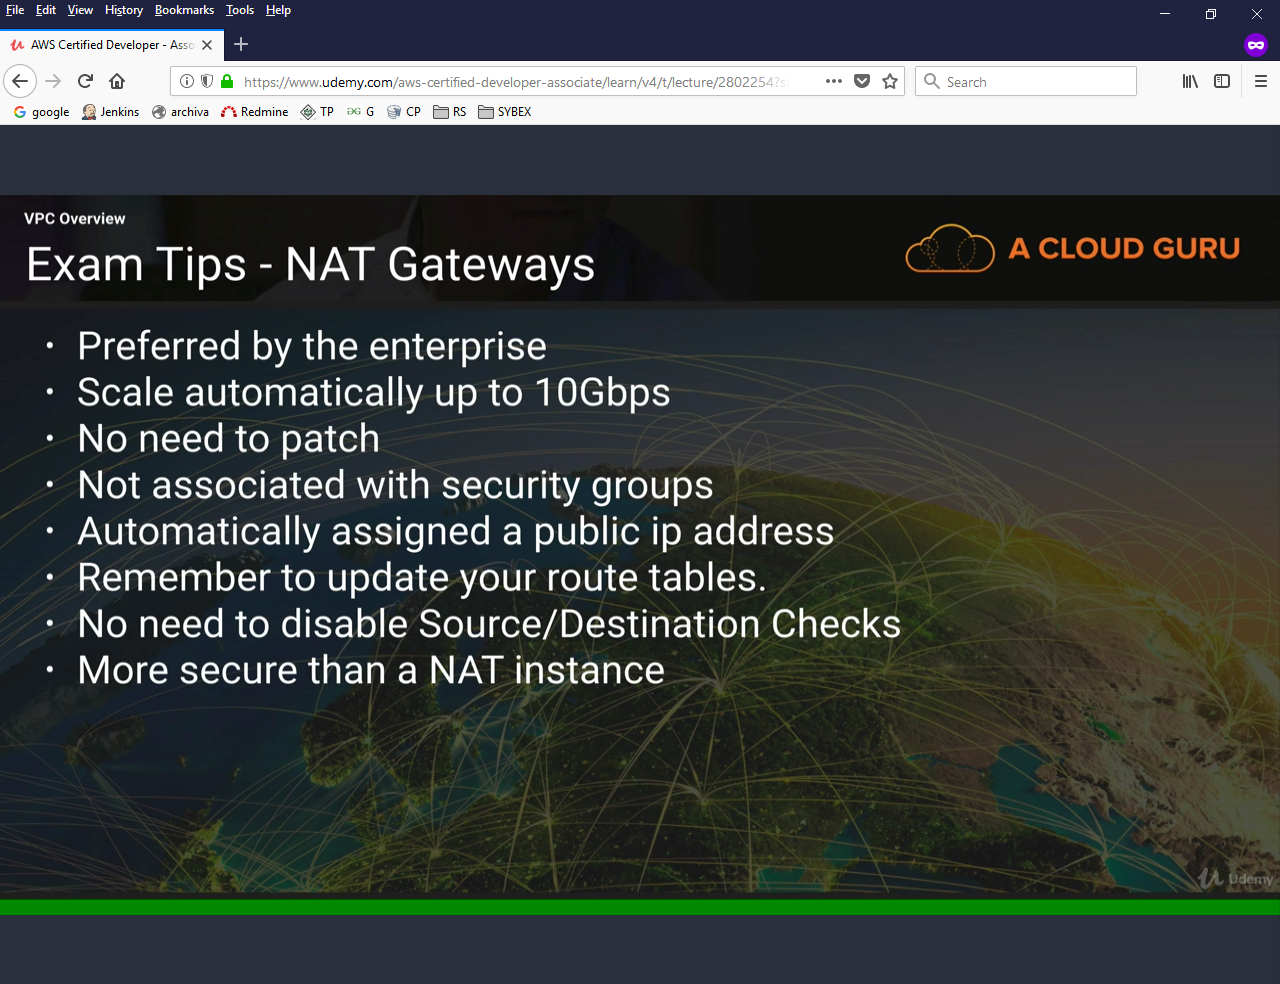 File Edit View History Bookmarks Tools Help
AWS Certified Developer - Asso
https://www.udemy.com/aws-certified-developer-associate/learn/v4/t/lecture/2802254?s
Search
google Jenkins archiva Redmine TP G CP RS SYBEX
VPC Overview
Exam Tips - NAT Gateways
A CLOUD GURU
• Preferred by the enterprise
• Scale automatically up to 10Gbps
• No need to patch
• Not associated with security groups
• Automatically assigned a public ip address
• Remember to update your route tables.
• No need to disable Source/Destination Checks
• More secure than a NAT instance
Udemy